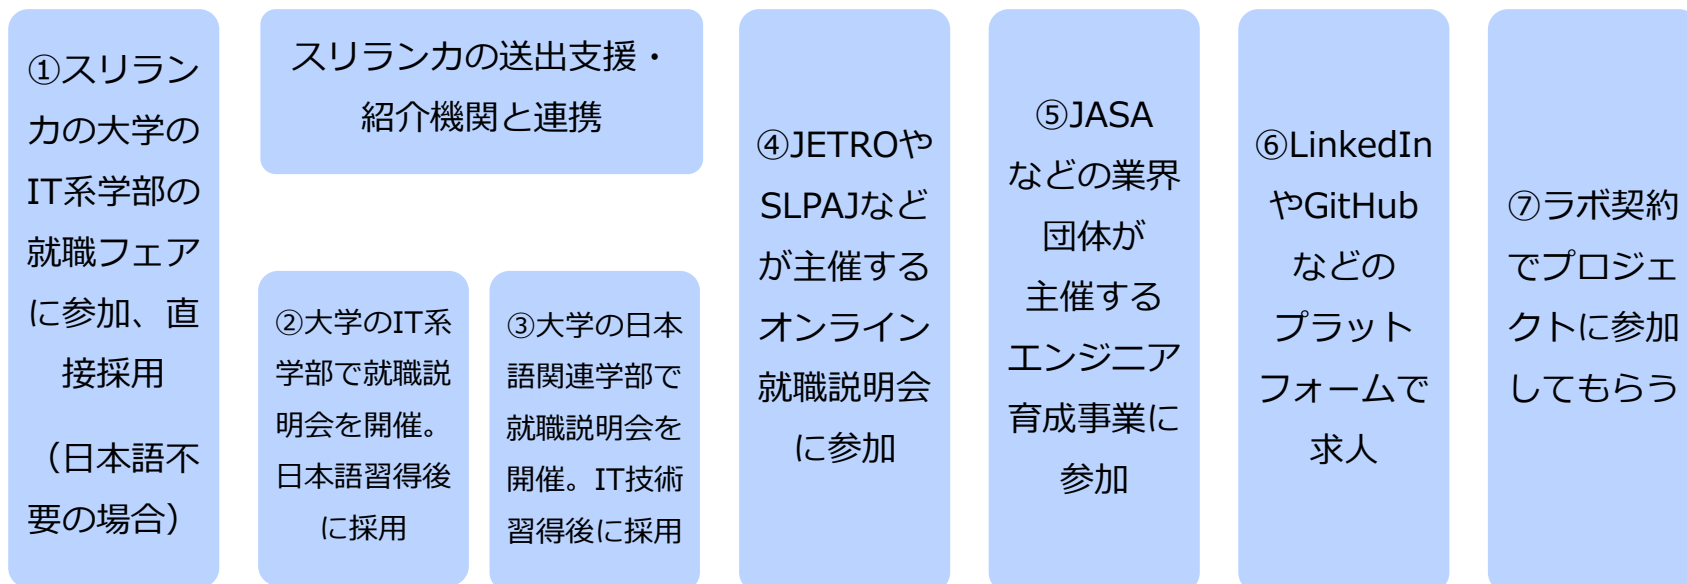 ①スリラン
カの大学の
IT系学部の
就職フェア
に参加、直
接採用
（日本語不
要の場合）
スリランカの送出支援・
紹介機関と連携
②大学のIT系
学部で就職説
明会を開催。
日本語習得後
に採用
③大学の日本
語関連学部で
就職説明会を
開催。IT技術
習得後に採用
④JETROや
SLPAJなど
が主催する
オンライン
就職説明会
に参加
⑤JASA
などの業界
団体が
主催する
エンジニア
育成事業に
参加
⑥LinkedIn
やGitHub
などの
プラット
フォームで
求人
⑦ラボ契約
でプロジェ
クトに参加
してもらう